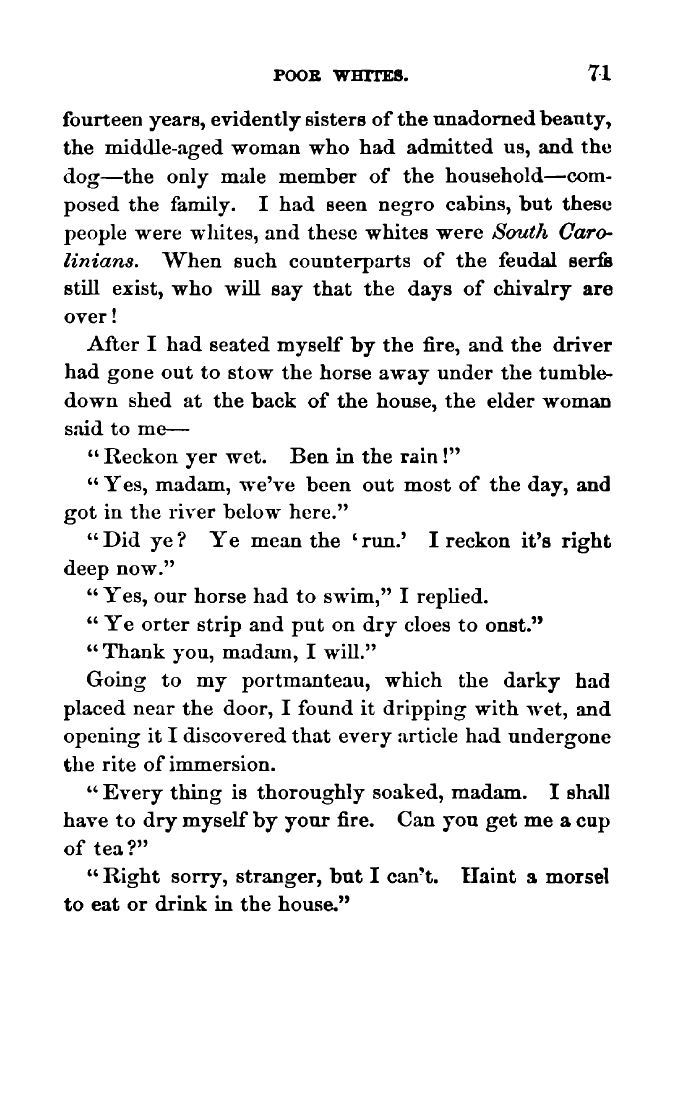 POOR WHITES. 71
fourteen years, evidently sisters of the unadorned beauty,
the middle-aged woman who had admitted us, and the
dog—the only male member of the household—com-
posed the family. I had seen negro cabins, but these
people were whites, and these whites were South Caro-
linians. When such counterparts of the feudal serfs
still exist, who will say that the days of chivalry are
over!
After I had seated myself by the fire, and the driver
had gone out to stow the horse away under the tumble-
down shed at the back of the house, the elder woman
said to me—
"Reckon yer wet. Ben in the rain!"
"Yes, madam, we've been out most of the day, and
got in the river below here."
"Did ye? Ye mean the 'run.' I reckon it's right
deep now."
"Yes, our horse had to swim," I replied.
"Ye orter strip and put on dry cloes to onst."
"Thank you, madam, I will."
Going to my portmanteau, which the darky had
placed near the door, I found it dripping with wet, and
opening it I discovered that every article had undergone
the rite of immersion.
"Every thing is thoroughly soaked, madam. I shall
have to dry myself by your fire. Can you get me a cup
of tea?"
"Right sorry, stranger, but I can't. Haint a morsel
to eat or drink in the house."